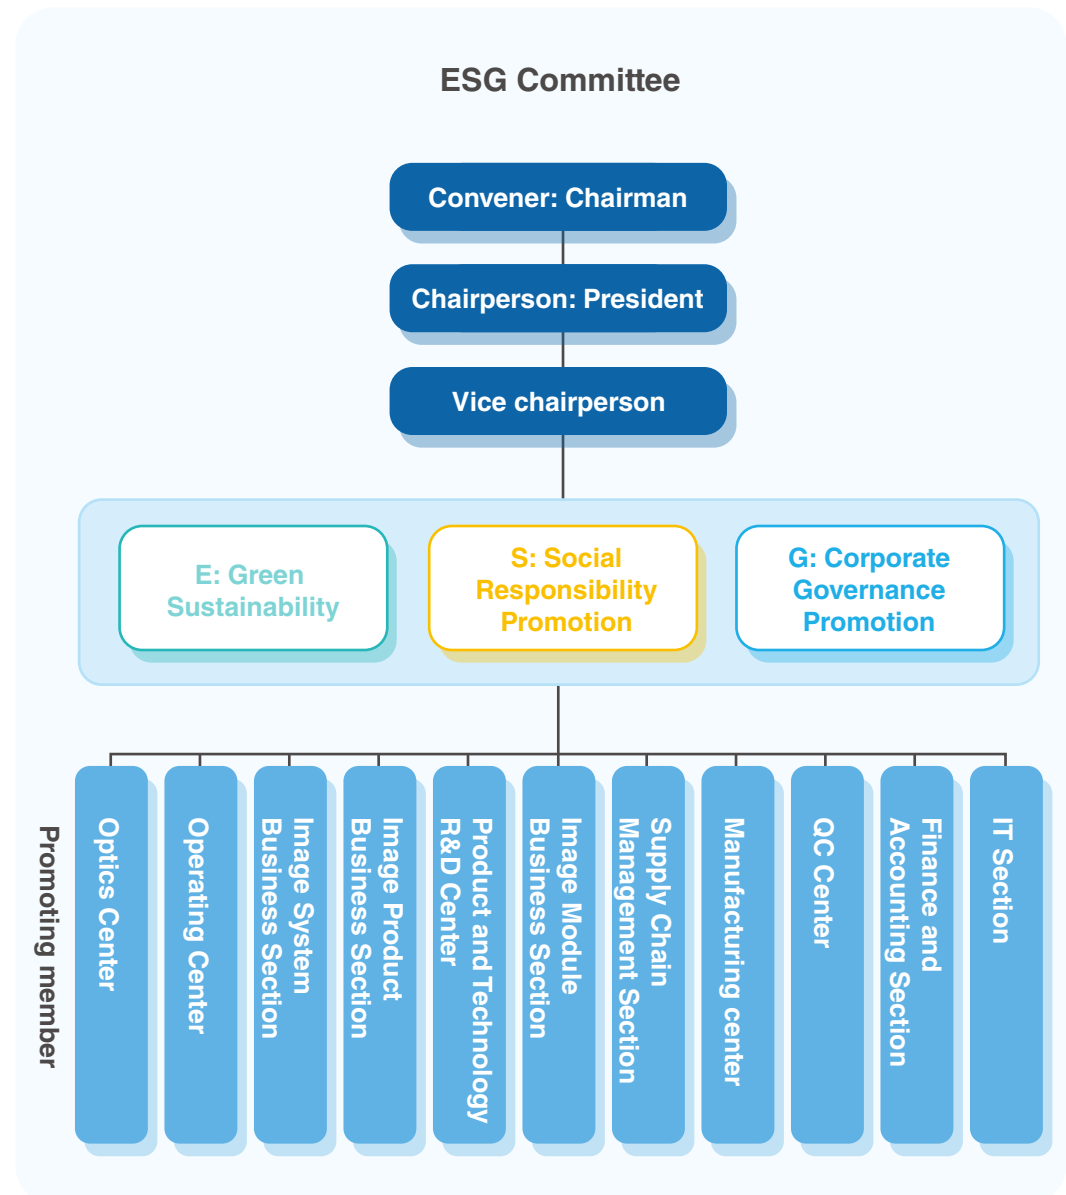 ESG Committee
Convener: Chairman
Chairperson: President
Vice chairperson
E: Green
Sustainability
S: Social
Responsibility
Promotion
G: Corporate
Governance
Promotion
Promoting member
Optics Center
Operating Center
Image System
Business Section
Image Product
Business Section
Product and Technology
R&D Center
Image Module
Business Section
Supply Chain
Management Section
Manufacturing center
QC Center
Finance and
Accounting Section
IT Section